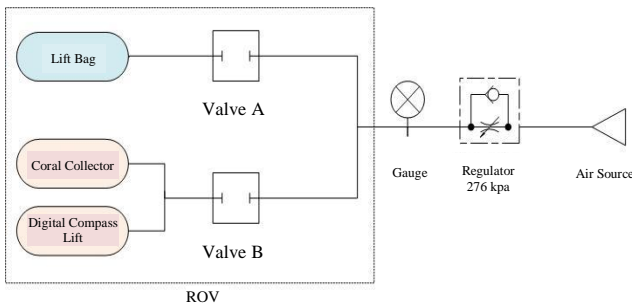 Lift Bag
Valve A
Coral Collector
Digital Compass
Lift
Valve B
Gauge
Regulator
276 kpa
Air Source
ROV